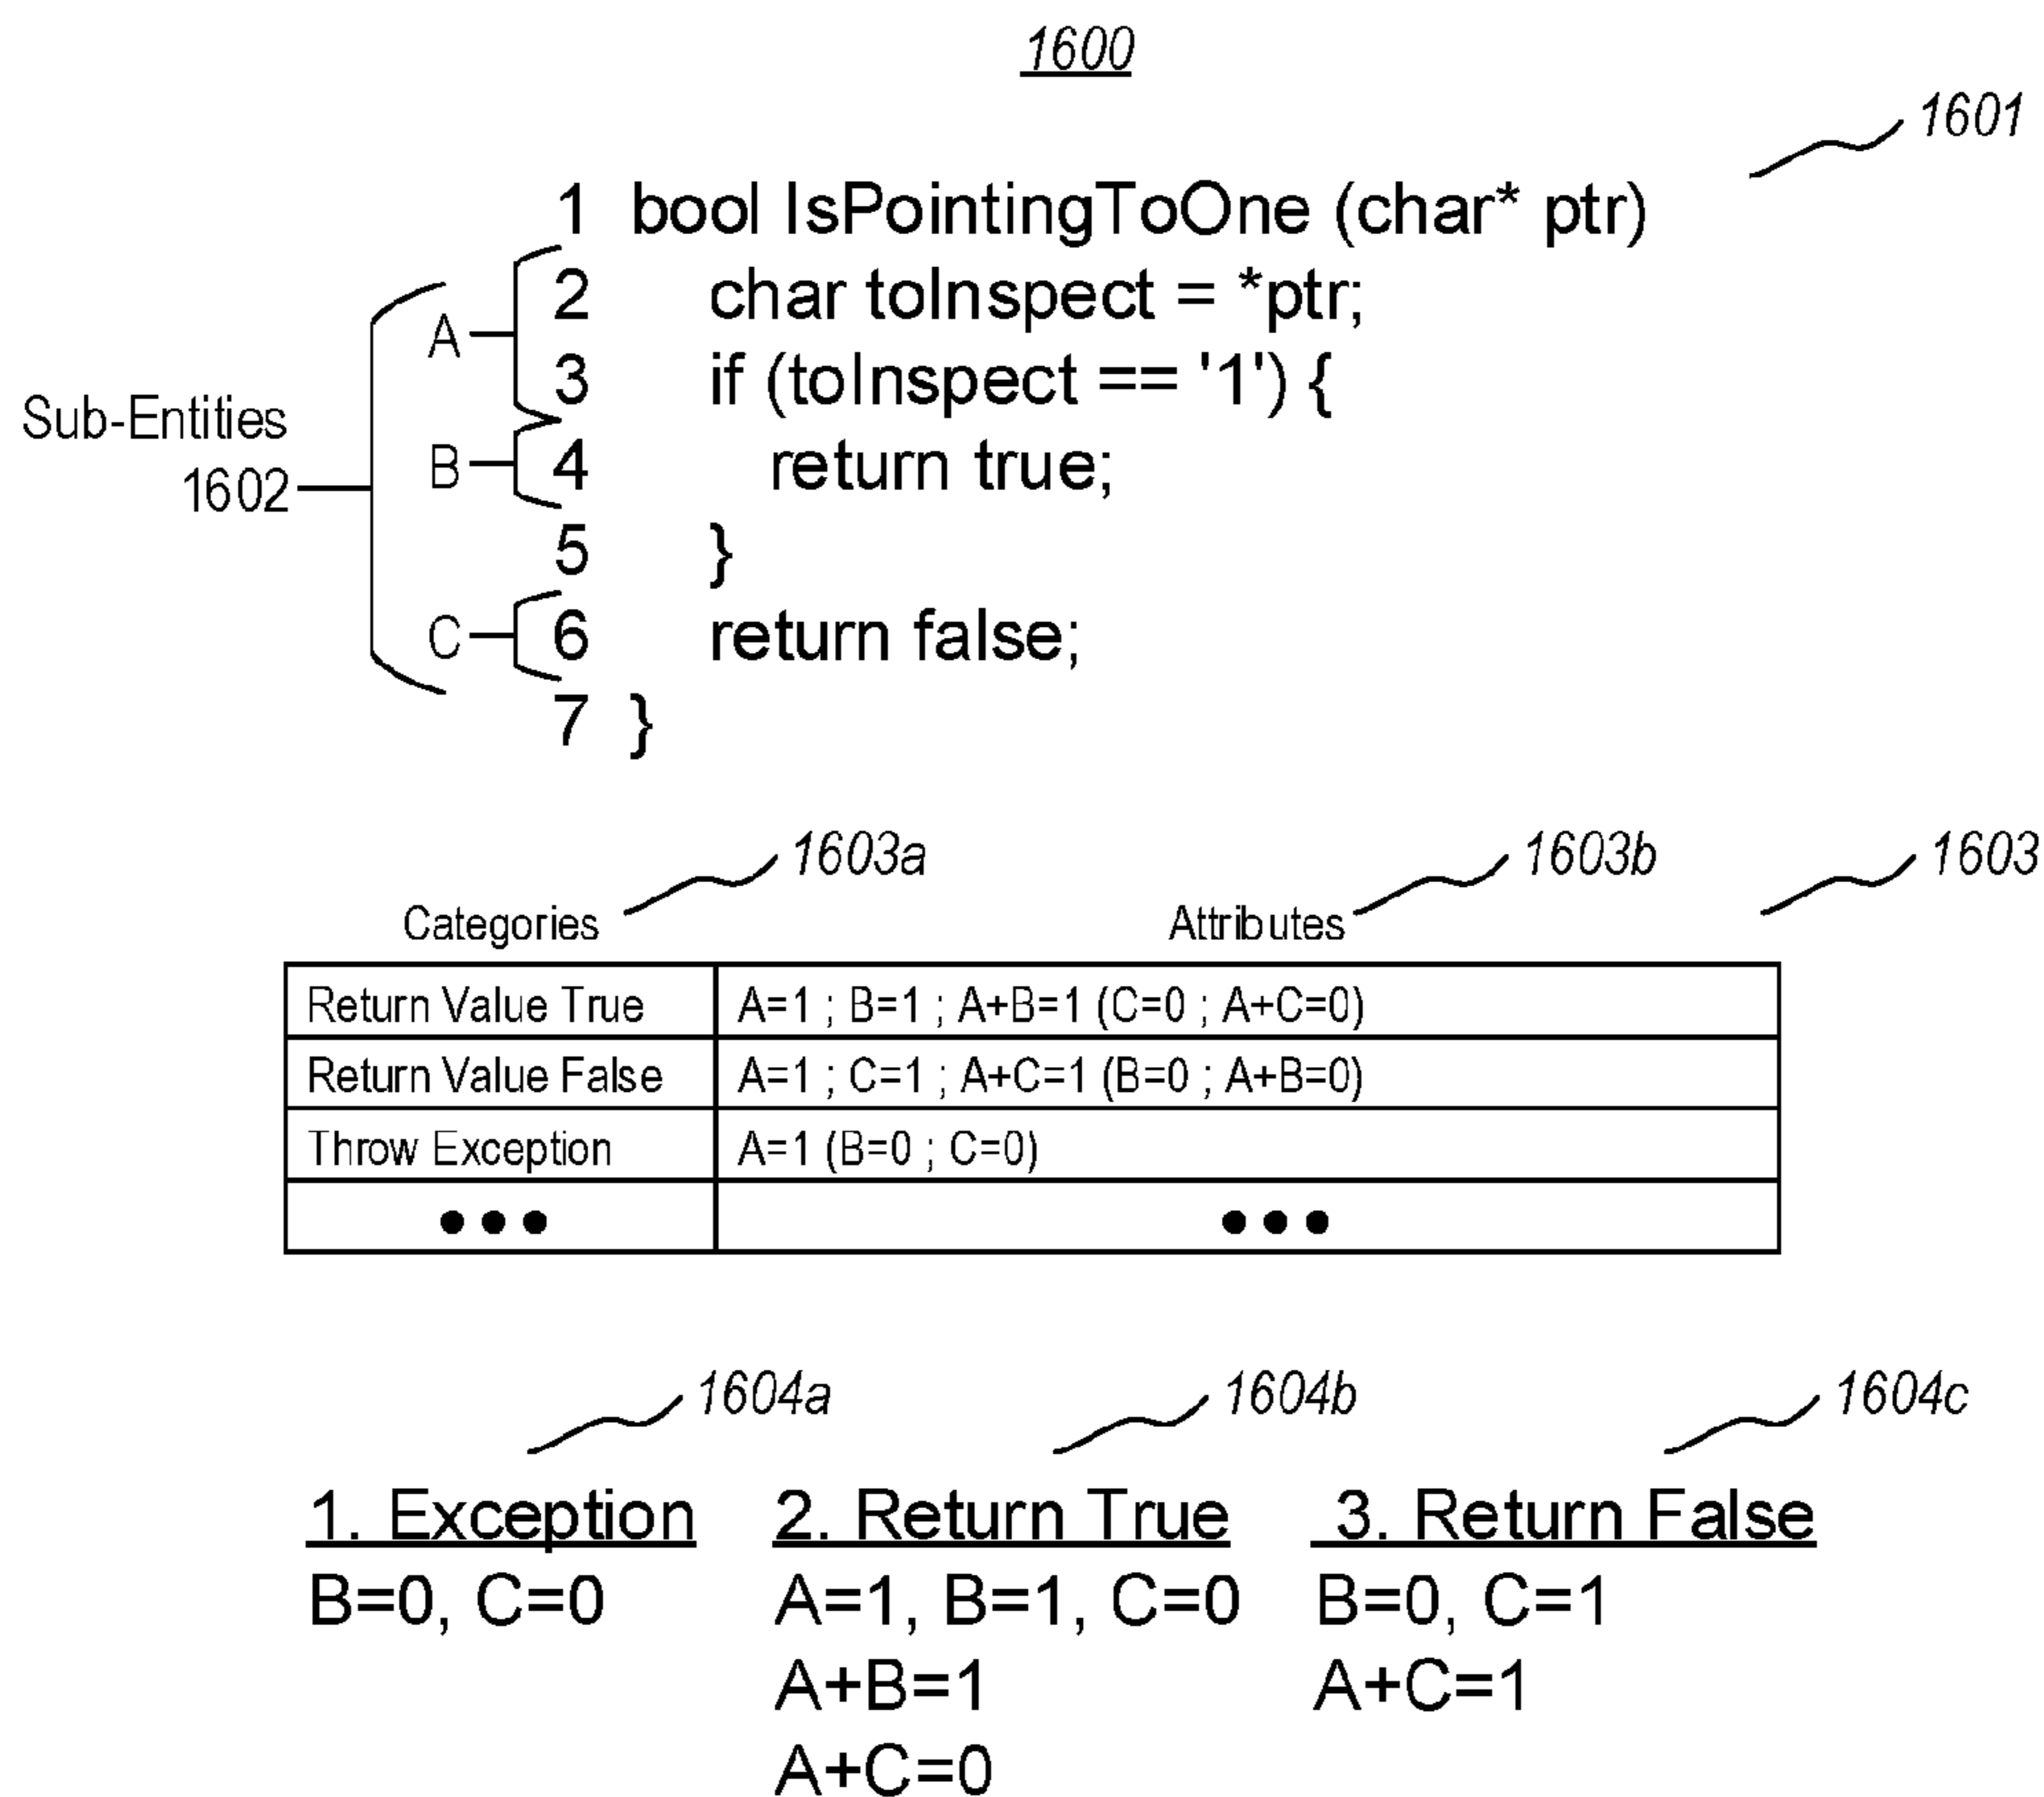 1600
1601
1 bool IsPointingToOne (char* ptr)
2 char toInspect = *ptr;
A
3 if (toInspect == '1') {
Sub-Entities
1602
B
4 return true;
5 }
C
6 return false;
7 }
1603a 1603b 1603
Categories Attributes
Return Value True A=1 ; B=1 ; A+B=1 (C=0 ; A+C=0)
Return Value False A=1 ; C=1 ; A+C=1 (B=0 ; A+B=0)
Throw Exception A=1 (B=0 ; C=0)
●●● ●●●
1604a 1604b 1604c
1. Exception 2. Return True 3. Return False
B=0, C=0 A=1, B=1, C=0 B=0, C=1
A+B=1 A+C=1
A+C=0